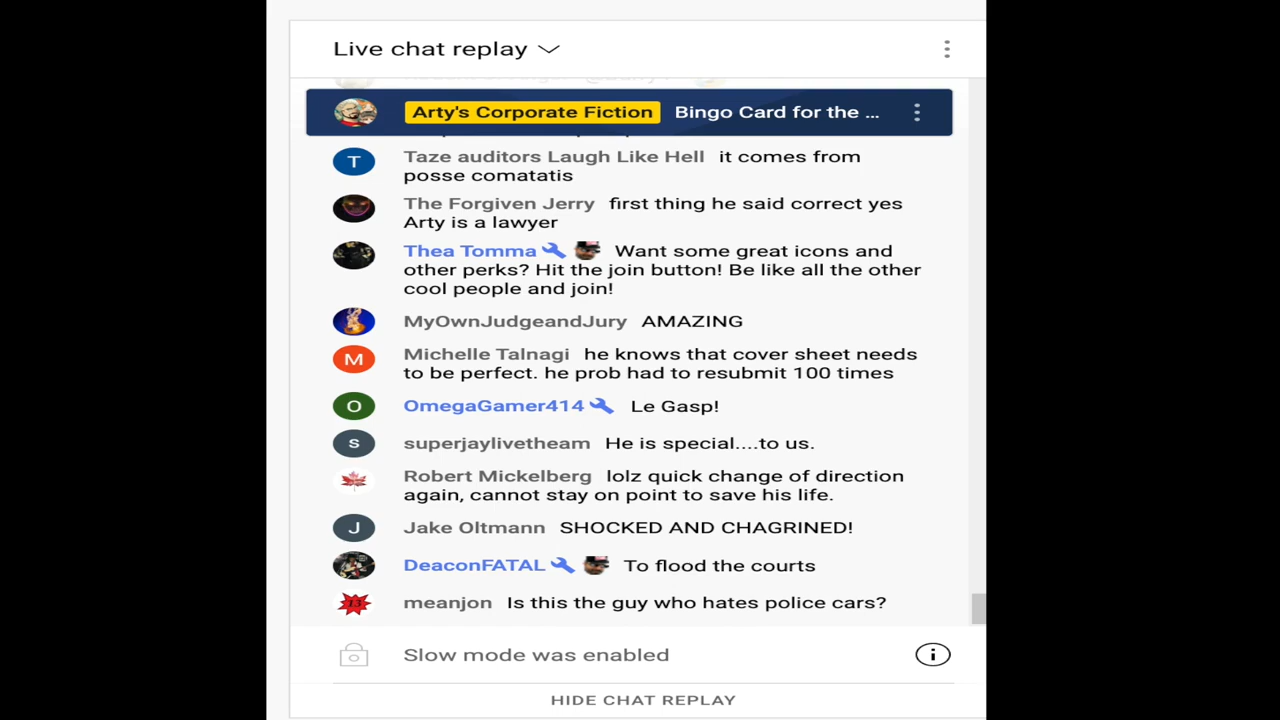 Live chat replay
Arty's Corporate Fiction Bingo Card for the ...
T Taze auditors Laugh Like Hell it comes from
posse comatatis
The Forgiven Jerry first thing he said correct yes
Arty is a lawyer
Thea Tomma Want some great icons and
other perks? Hit the join button! Be like all the other
cool people and join!
MyOwnJudgeandJury AMAZING
M Michelle Talnagi he knows that cover sheet needs
to be perfect. he prob had to resubmit 100 times
O OmegaGamer414 Le Gasp!
s superjaylivetheam He is special....to us.
Robert Mickelberg lolz quick change of direction
again, cannot stay on point to save his life.
J Jake Oltmann SHOCKED AND CHAGRINED!
DeaconFATAL To flood the courts
13 meanjon Is this the guy who hates police cars?
Slow mode was enabled
HIDE CHAT REPLAY